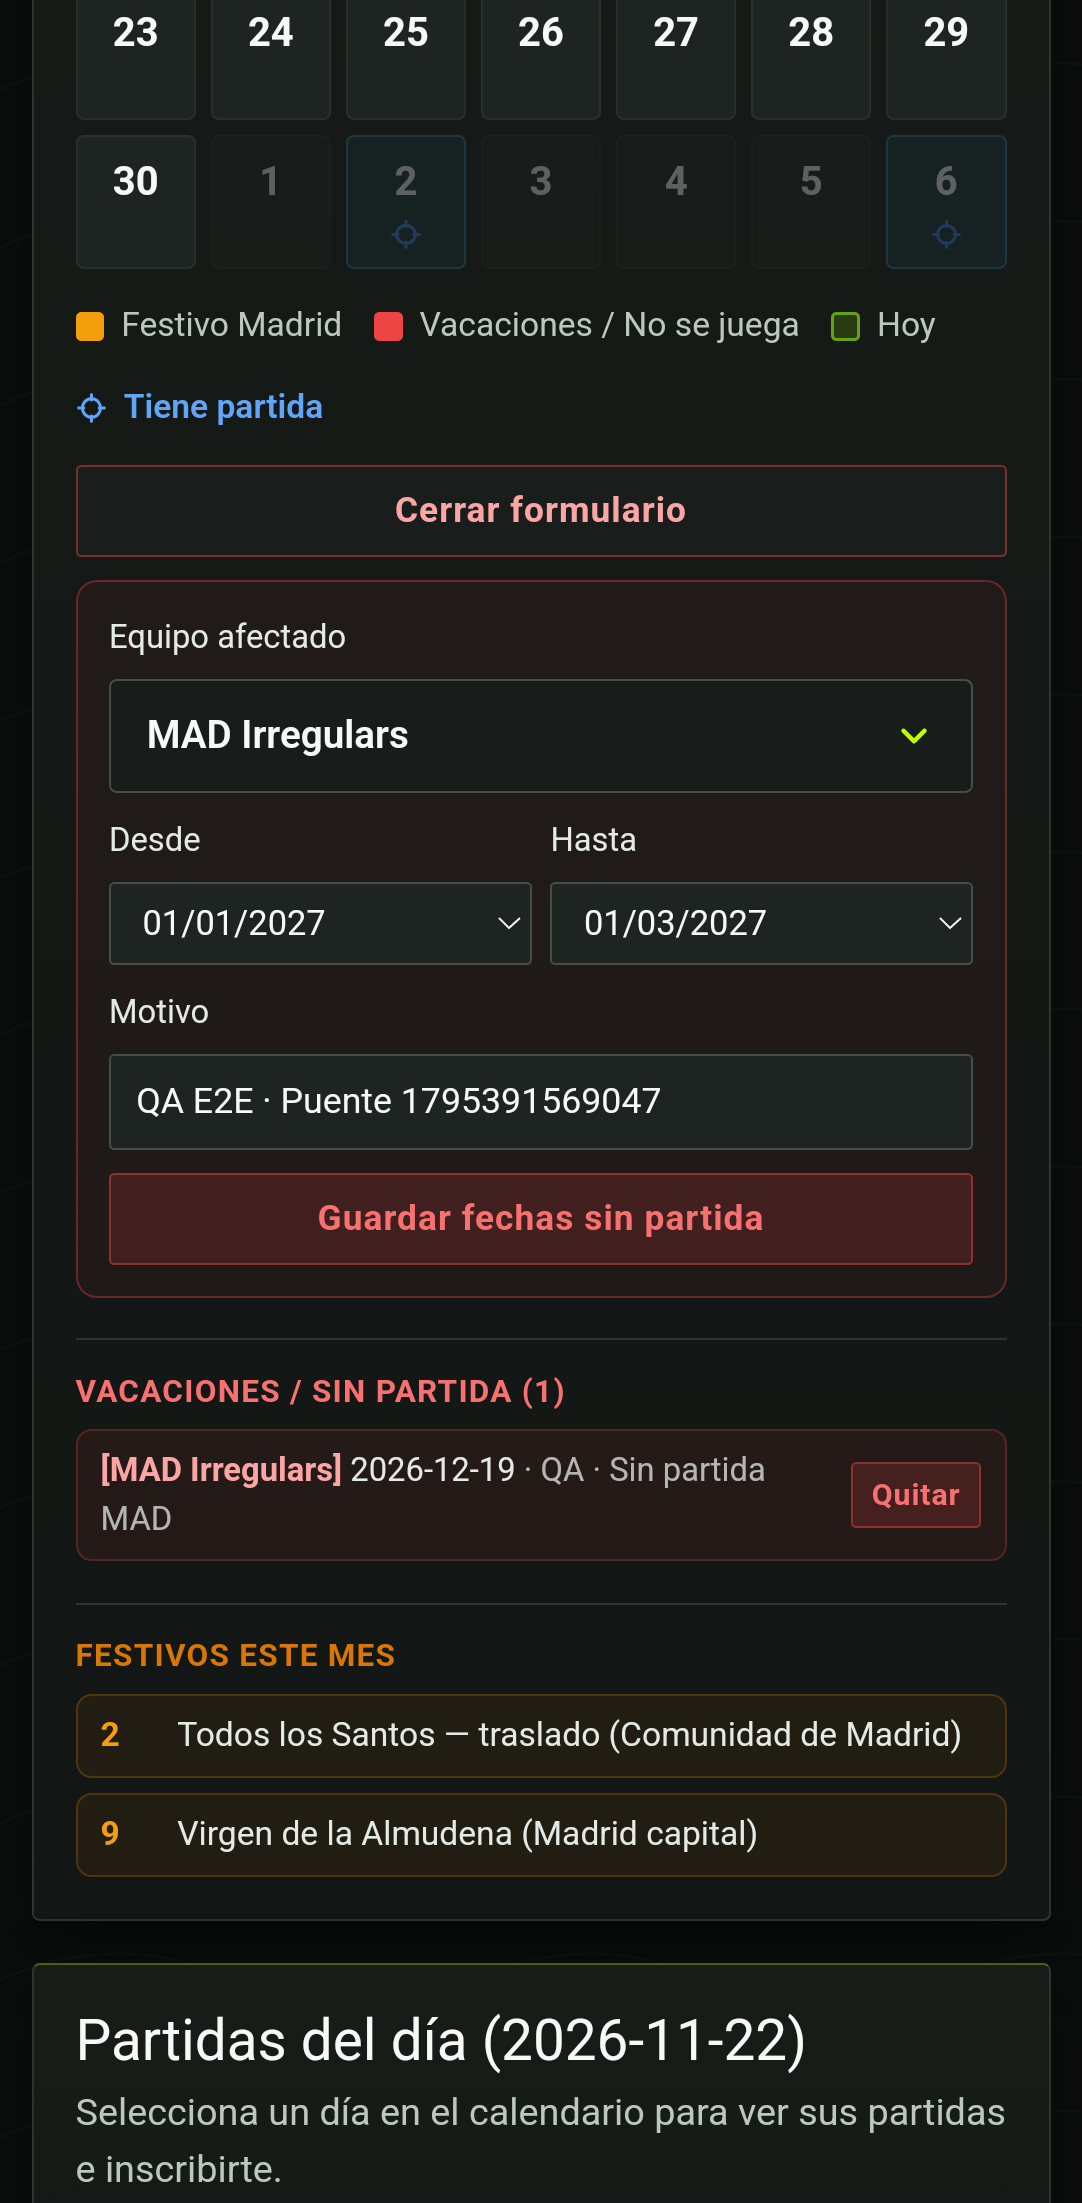 23 24 25 26 27 28 29
30 1 2 3 4 5 6
Festivo Madrid Vacaciones / No se juega Hoy
Tiene partida
Cerrar formulario
Equipo afectado
MAD Irregulars
Desde Hasta
01/01/2027 01/03/2027
Motivo
QA E2E · Puente 1795391569047
Guardar fechas sin partida
VACACIONES / SIN PARTIDA (1)
[MAD Irregulars] 2026-12-19 · QA · Sin partida
MAD
Quitar
FESTIVOS ESTE MES
2 Todos los Santos — traslado (Comunidad de Madrid)
9 Virgen de la Almudena (Madrid capital)
Partidas del día (2026-11-22)
Selecciona un día en el calendario para ver sus partidas
e inscribirte.